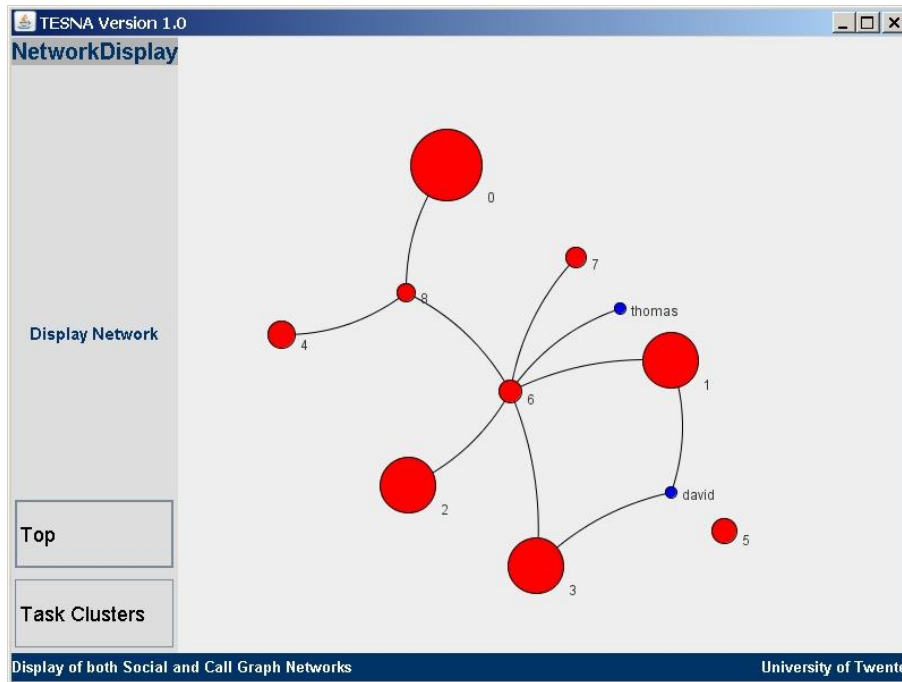 TESNA Version 1.0
NetworkDisplay
0
7
8
thomas
4
1
6
david
2
5
3
Display Network
Top
Task Clusters
Display of both Social and Call Graph Networks
University of Twente